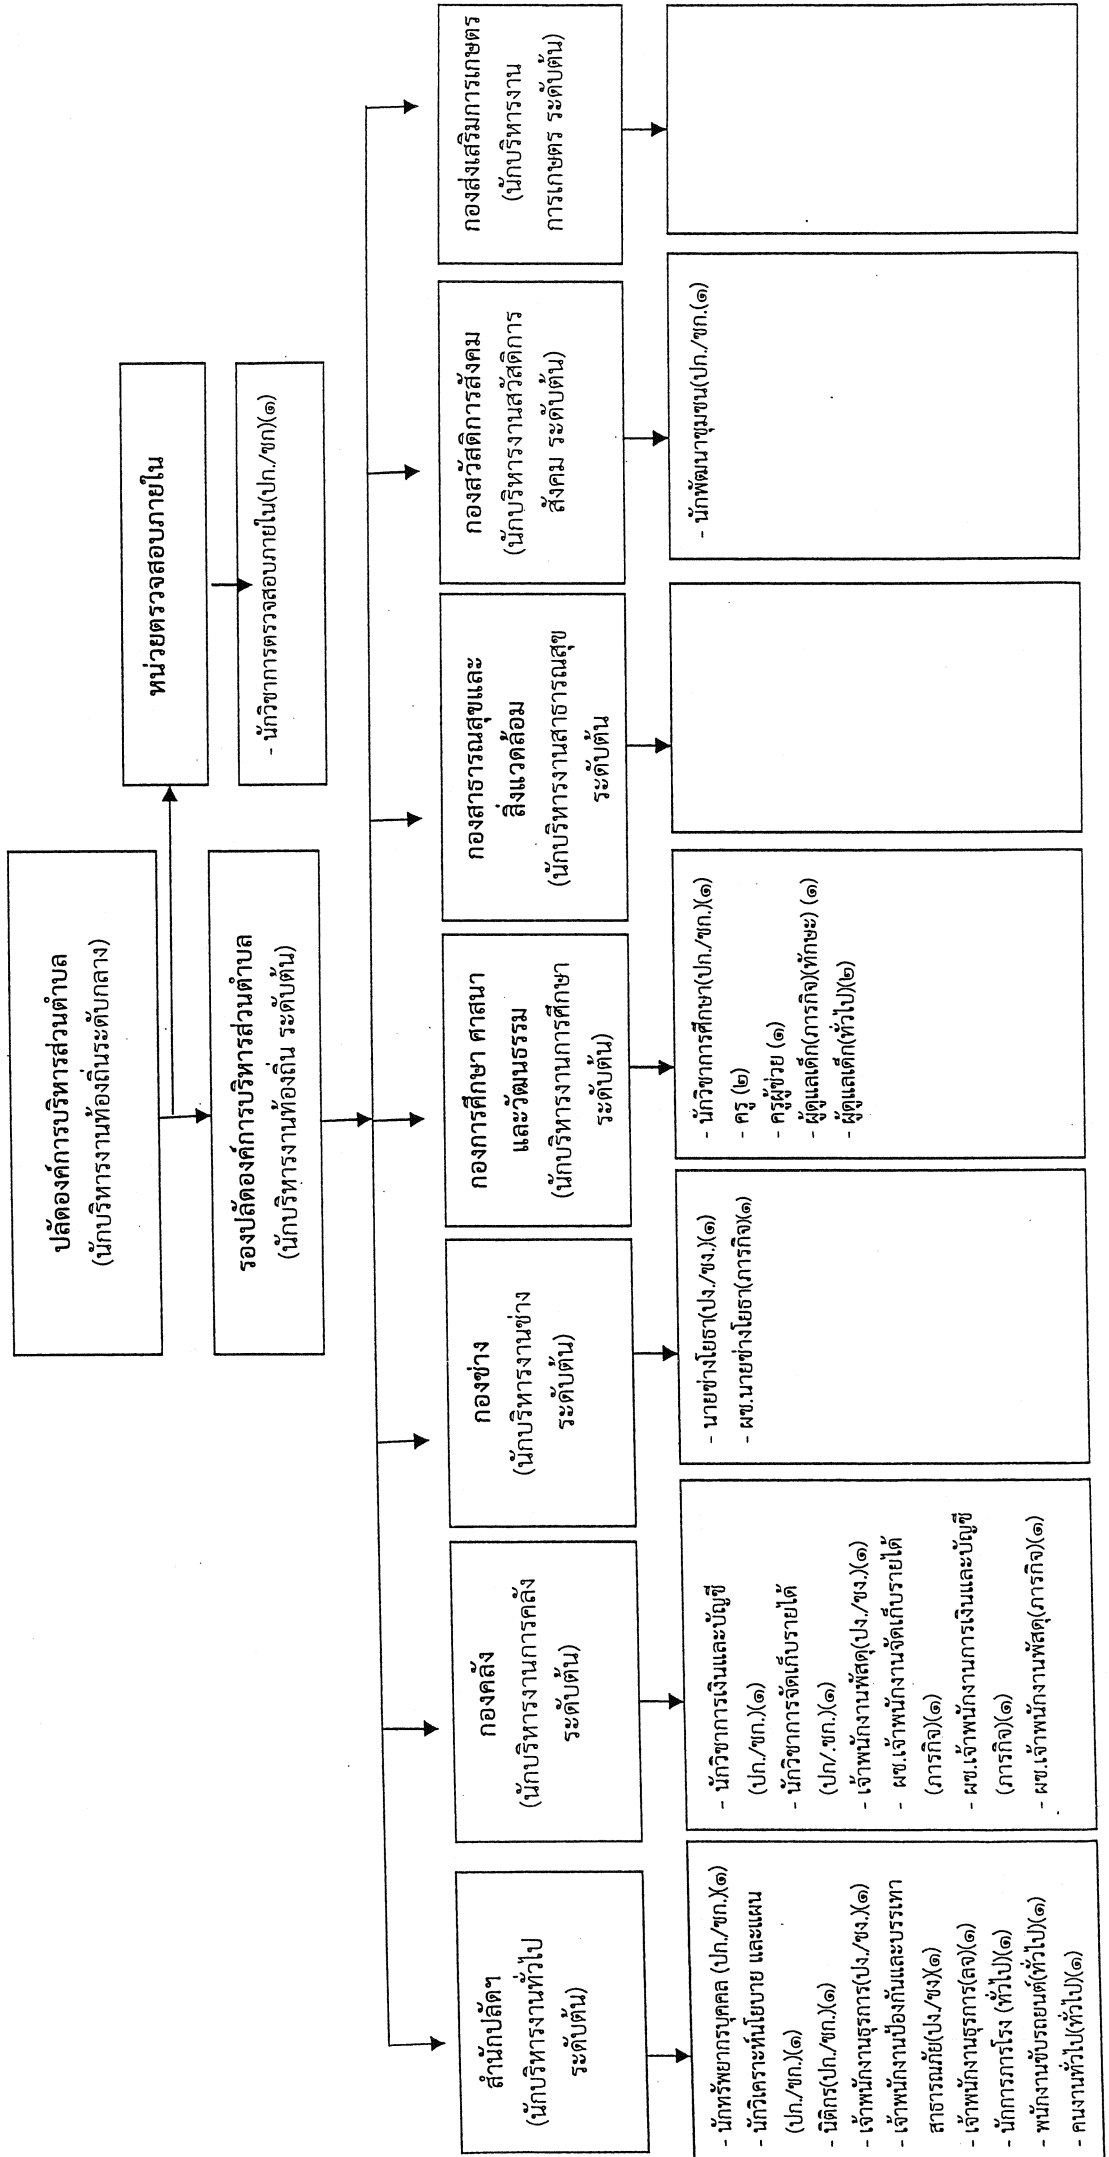 ปลัดองค์การบริหารส่วนตำบล
(นักบริหารงานท้องถิ่นระดับกลาง)
หน่วยตรวจสอบภายใน
- นักวิชาการตรวจสอบภายใน(ปก./ชก)(๑)
รองปลัดองค์การบริหารส่วนตำบล
(นักบริหารงานท้องถิ่น ระดับต้น)
สำนักปลัดฯ
(นักบริหารงานทั่วไป
ระดับต้น)
กองคลัง
(นักบริหารงานการคลัง
ระดับต้น)
กองช่าง
(นักบริหารงานช่าง
ระดับต้น)
กองการศึกษา ศาสนา
และวัฒนธรรม
(นักบริหารงานการศึกษา
ระดับต้น)
กองสาธารณสุขและ
สิ่งแวดล้อม
(นักบริหารงานสาธารณสุข
ระดับต้น
กองสวัสดิการสังคม
(นักบริหารงานสวัสดิการ
สังคม ระดับต้น)
กองส่งเสริมการเกษตร
(นักบริหารงาน
การเกษตร ระดับต้น)
- นักทรัพยากรบุคคล (ปก./ชก.)(๑)
- นักวิเคราะห์นโยบาย และแผน
(ปก./ชก.)(๑)
- นิติกร(ปก./ชก.)(๑)
- เจ้าพนักงานธุรการ(ปง./ชง.)(๑)
- เจ้าพนักงานป้องกันและบรรเทา
สาธารณภัย(ปง./ชง)(๑)
- เจ้าพนักงานธุรการ(ลจ)(๑)
- นักการภารโรง (ทั่วไป)(๑)
- พนักงานขับรถยนต์(ทั่วไป)(๑)
- คนงานทั่วไป(ทั่วไป)(๑)
- นักวิชาการเงินและบัญชี
(ปก./ชก.)(๑)
- นักวิชาการจัดเก็บรายได้
(ปก/.ชก.)(๑)
- เจ้าพนักงานพัสดุ(ปง./ชง.)(๑)
- ผช.เจ้าพนักงานจัดเก็บรายได้
(ภารกิจ)(๑)
- ผช.เจ้าพนักงานการเงินและบัญชี
(ภารกิจ)(๑)
- ผช.เจ้าพนักงานพัสดุ(ภารกิจ)(๑)
- นายช่างโยธา(ปง./ชง.)(๑)
- ผช.นายช่างโยธา(ภารกิจ)(๑)
- นักวิชาการศึกษา(ปก./ชก.)(๑)
- ครู (๒)
- ครูผู้ช่วย (๑)
- ผู้ดูแลเด็ก(ภารกิจ)(ทักษะ) (๑)
- ผู้ดูแลเด็ก(ทั่วไป)(๒)
- นักพัฒนาชุมชน(ปก./ชก.(๑)